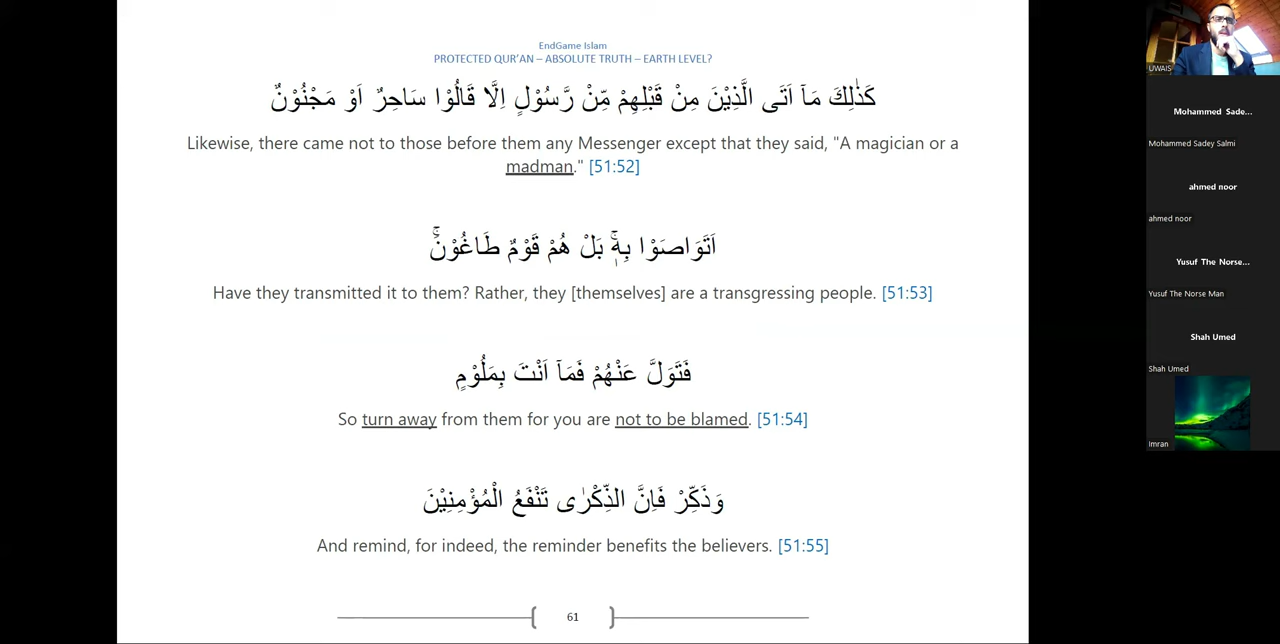 EndGame Islam
PROTECTED QUR'AN – ABSOLUTE TRUTH – EARTH LEVEL?
كَذٰلِكَ مَاۤ اَتَى الَّذِيْنَ مِنْ قَبْلِهِمْ مِّنْ رَّسُوْلٍ اِلَّا قَالُوْا سَاحِرٌ اَوْ مَجْنُوْنٌ
Likewise, there came not to those before them any Messenger except that they said, "A magician or a
madman." [51:52]
اَتَوَاصَوْا بِهٖۚ بَلْ هُمْ قَوْمٌ طَاغُوْنَۚ
Have they transmitted it to them? Rather, they [themselves] are a transgressing people. [51:53]
فَتَوَلَّ عَنْهُمْ فَمَاۤ اَنْتَ بِمَلُوْمٍ
So turn away from them for you are not to be blamed. [51:54]
وَذَكِّرْ فَاِنَّ الذِّكْرٰى تَنْفَعُ الْمُؤْمِنِيْنَ
And remind, for indeed, the reminder benefits the believers. [51:55]
61
UWAIS
Mohammed Sade...
Mohammed Sadey Salmi
ahmed noor
ahmed noor
Yusuf The Norse...
Yusuf The Norse Man
Shah Umed
Shah Umed
Imran